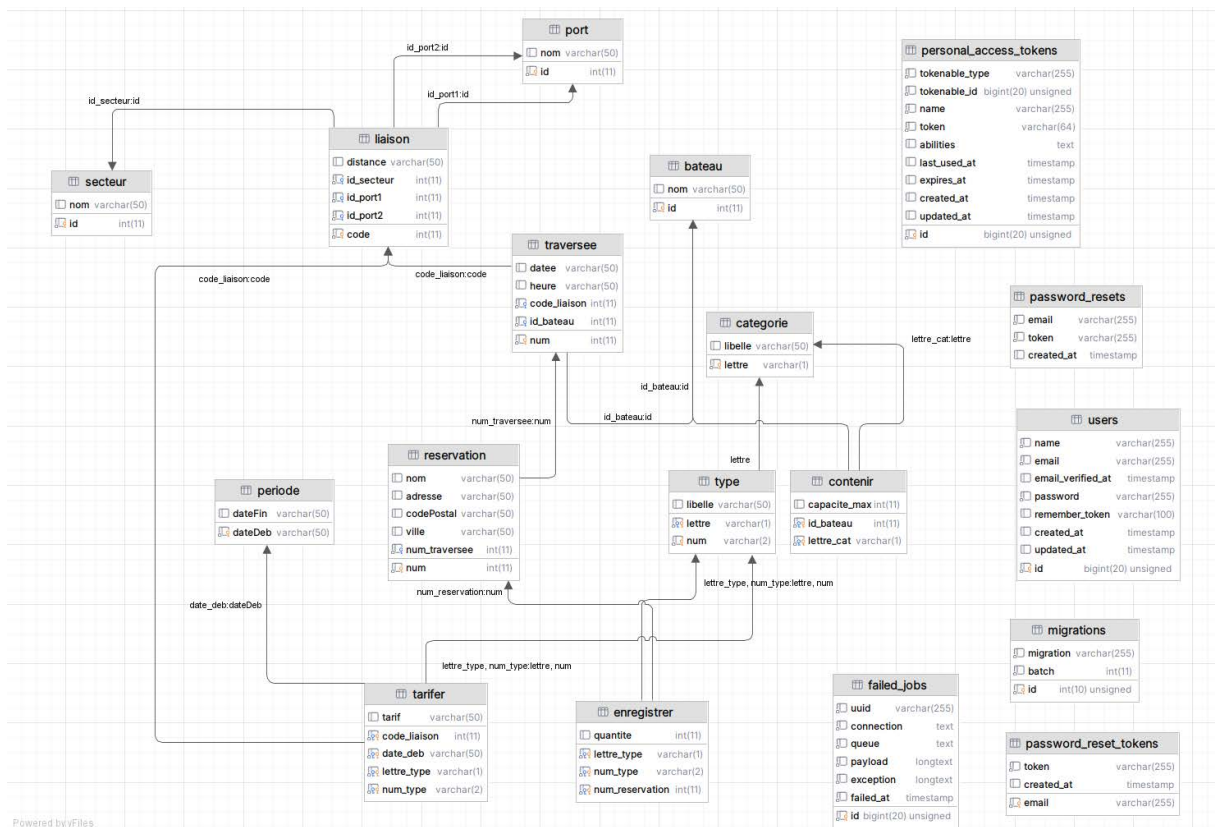 port
nom varchar(50)
id int(11)
id_port2:id
id_port1:id
id_secteur:id
liaison
distance varchar(50)
id_secteur int(11)
id_port1 int(11)
id_port2 int(11)
code int(11)
secteur
nom varchar(50)
id int(11)
bateau
nom varchar(50)
id int(11)
personal_access_tokens
tokenable_type varchar(255)
tokenable_id bigint(20) unsigned
name varchar(255)
token varchar(64)
abilities text
last_used_at timestamp
expires_at timestamp
created_at timestamp
updated_at timestamp
id bigint(20) unsigned
code_liaison:code
code_liaison:code
traversee
datee varchar(50)
heure varchar(50)
code_liaison int(11)
id_bateau int(11)
num int(11)
categorie
libelle varchar(50)
lettre varchar(1)
lettre_cat:lettre
password_resets
email varchar(255)
token varchar(255)
created_at timestamp
id_bateau:id
id_bateau:id
num_traversee:num
lettre
users
name varchar(255)
email varchar(255)
email_verified_at timestamp
password varchar(255)
remember_token varchar(100)
created_at timestamp
updated_at timestamp
id bigint(20) unsigned
reservation
nom varchar(50)
adresse varchar(50)
codePostal varchar(50)
ville varchar(50)
num_traversee int(11)
num int(11)
periode
dateFin varchar(50)
dateDeb varchar(50)
type
libelle varchar(50)
lettre varchar(1)
num varchar(2)
contenir
capacite_max int(11)
id_bateau int(11)
lettre_cat varchar(1)
num_reservation:num
lettre_type, num_type:lettre, num
date_deb:dateDeb
lettre_type, num_type:lettre, num
migrations
migration varchar(255)
batch int(11)
id int(10) unsigned
tarifer
tarif varchar(50)
code_liaison int(11)
date_deb varchar(50)
lettre_type varchar(1)
num_type varchar(2)
enregistrer
quantite int(11)
lettre_type varchar(1)
num_type varchar(2)
num_reservation int(11)
failed_jobs
uuid varchar(255)
connection text
queue text
payload longtext
exception longtext
failed_at timestamp
id bigint(20) unsigned
password_reset_tokens
token varchar(255)
created_at timestamp
email varchar(255)
Powered by yFiles